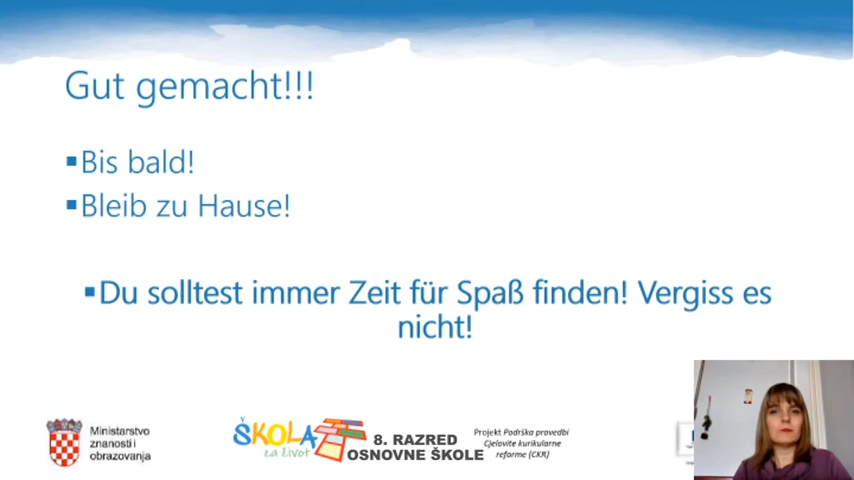 Gut gemacht!!!
▪Bis bald!
▪Bleib zu Hause!
▪Du solltest immer Zeit für Spaß finden! Vergiss es
nicht!
Ministarstvo
znanosti i
obrazovanja
ŠKOLA
za život
8. RAZRED
OSNOVNE ŠKOLE
Projekt Podrška provedbi
Cjelovite kurikularne
reforme (CKR)